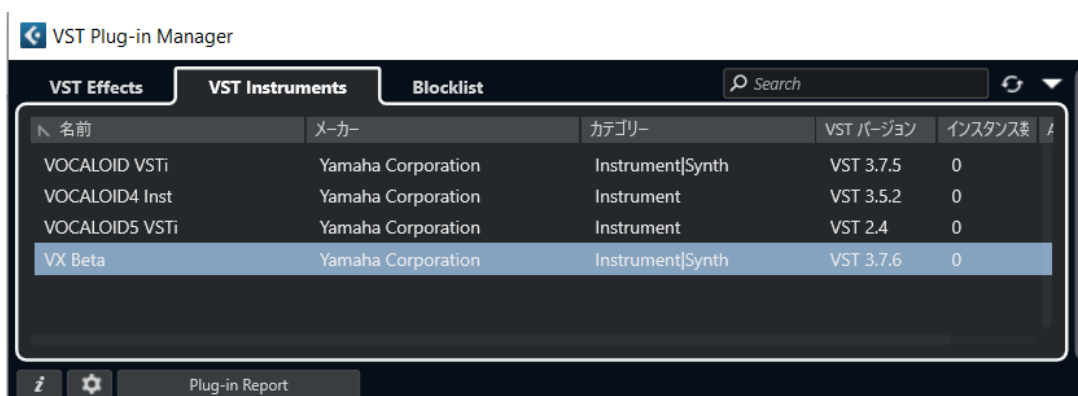 VST Plug-in Manager
VST Effects VST Instruments Blocklist Search
名前 メーカー カテゴリー VST バージョン インスタンス数
VOCALOID VSTi Yamaha Corporation Instrument|Synth VST 3.7.5 0
VOCALOID4 Inst Yamaha Corporation Instrument VST 3.5.2 0
VOCALOID5 VSTi Yamaha Corporation Instrument VST 2.4 0
VX Beta Yamaha Corporation Instrument|Synth VST 3.7.6 0
i Plug-in Report